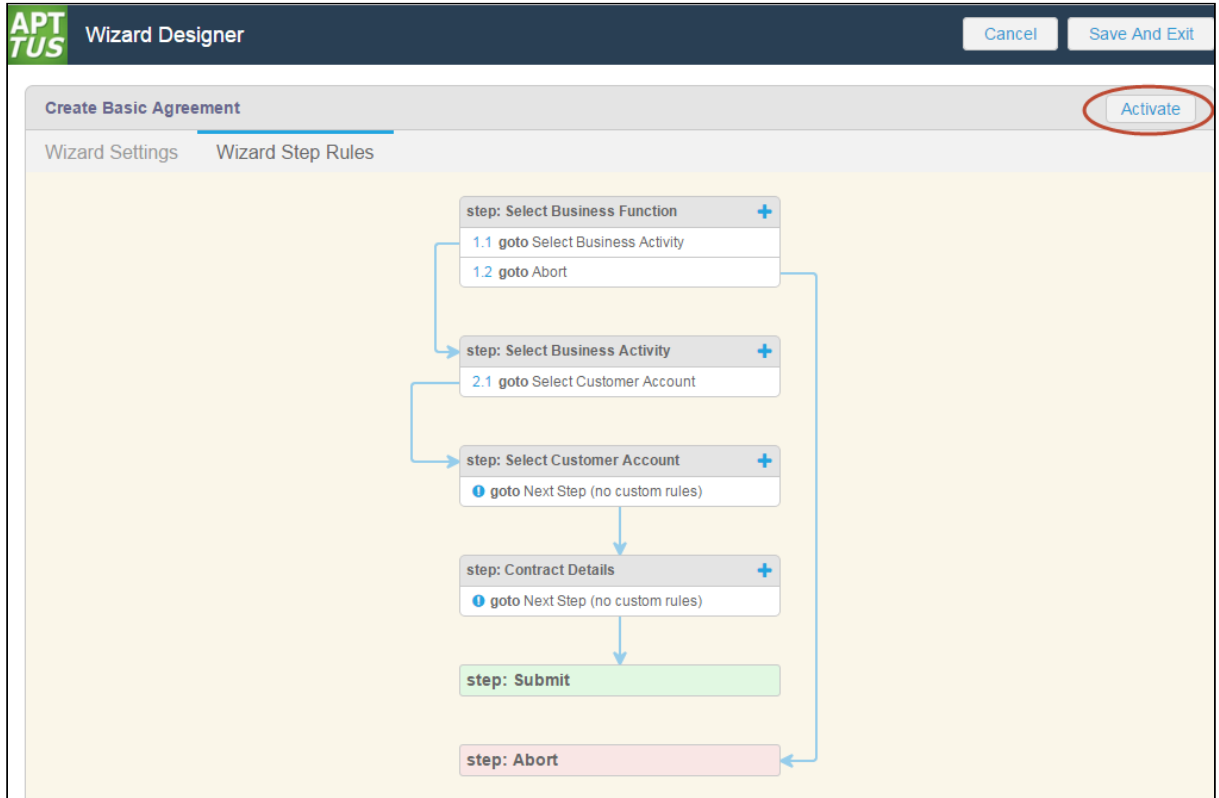 APT
TUS
Wizard Designer
Cancel
Save And Exit
Create Basic Agreement
Activate
Wizard Settings
Wizard Step Rules
step: Select Business Function
1.1 goto Select Business Activity
1.2 goto Abort
step: Select Business Activity
2.1 goto Select Customer Account
step: Select Customer Account
goto Next Step (no custom rules)
step: Contract Details
goto Next Step (no custom rules)
step: Submit
step: Abort